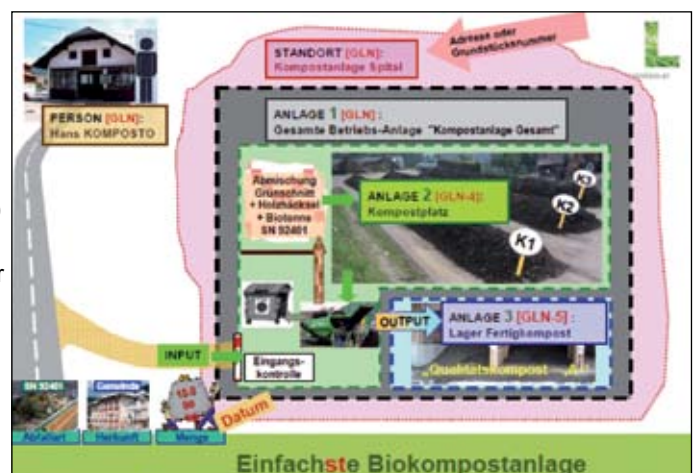 Adresse oder
Grundstücksnummer
STANDORT [GLN]:
Kompostanlage Spital
PERSON [GLN]:
Hans KOMPOSTO
ANLAGE 1 [GLN] :
Gesamte Betriebs-Anlage "Kompostanlage Gesamt"
Abmischung
Grünschnitt
+ Holzhäcksel
+ Biotonne
SN 92401
ANLAGE 2 [GLN-4]:
Kompostplatz
K3
K2
K1
OUTPUT
ANLAGE 3 [GLN-5] :
Lager Fertigkompost
„Qualitätskompost
INPUT
Eingangs-
kontrolle
SN 92401
Gemeinde
Abfallart
Herkunft
Menge
Datum
Einfachste Biokompostanlage
r